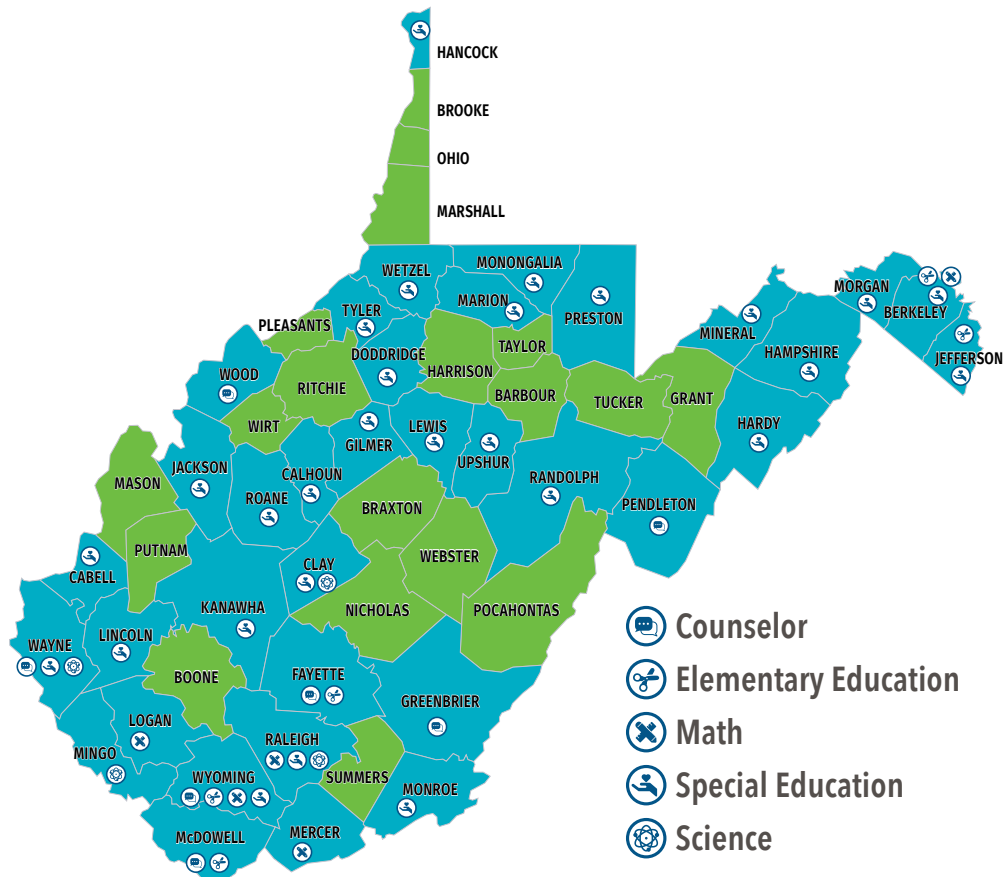 HANCOCK
BROOKE
OHIO
MARSHALL
WETZEL
MONONGALIA
MARION
PRESTON
TYLER
PLEASANTS
DODDRIDGE
HARRISON
TAYLOR
BARBOUR
TUCKER
GRANT
MINERAL
HAMPSHIRE
MORGAN
BERKELEY
JEFFERSON
HARDY
WOOD
RITCHIE
WIRT
GILMER
LEWIS
UPSHUR
RANDOLPH
PENDLETON
MASON
JACKSON
ROANE
CALHOUN
BRAXTON
WEBSTER
PUTNAM
CABELL
CLAY
KANAWHA
NICHOLAS
POCAHONTAS
WAYNE
LINCOLN
BOONE
FAYETTE
GREENBRIER
LOGAN
MINGO
RALEIGH
WYOMING
SUMMERS
MONROE
McDOWELL
MERCER
Counselor
Elementary Education
Math
Special Education
Science